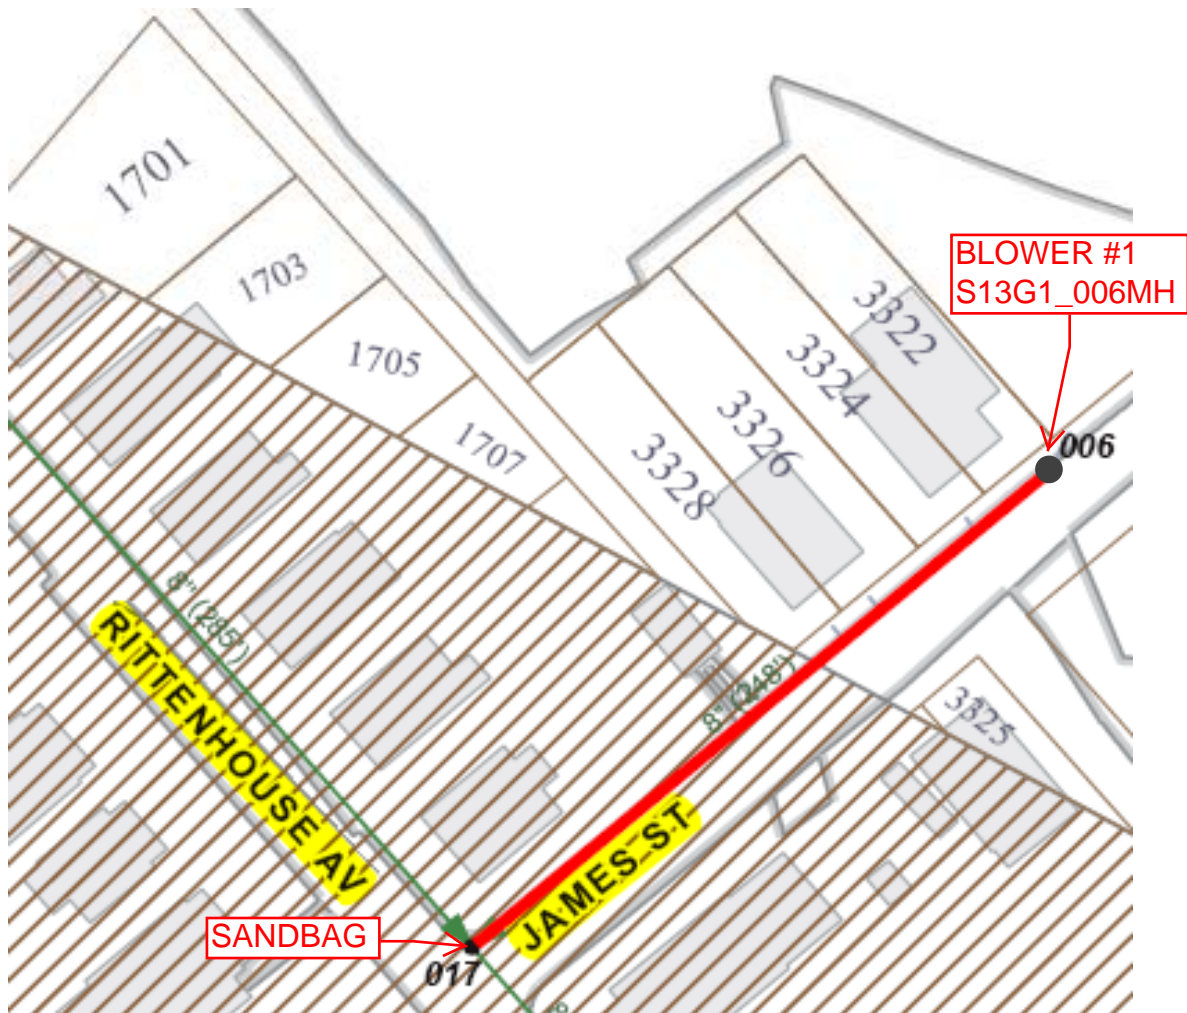 1701
1703
1705
1707
3322
3324
3326
3328
BLOWER #1
S13G1_006MH
006
8" (285')
RITTENHOUSE AV
8" (248')
3325
JAMES ST
SANDBAG
017